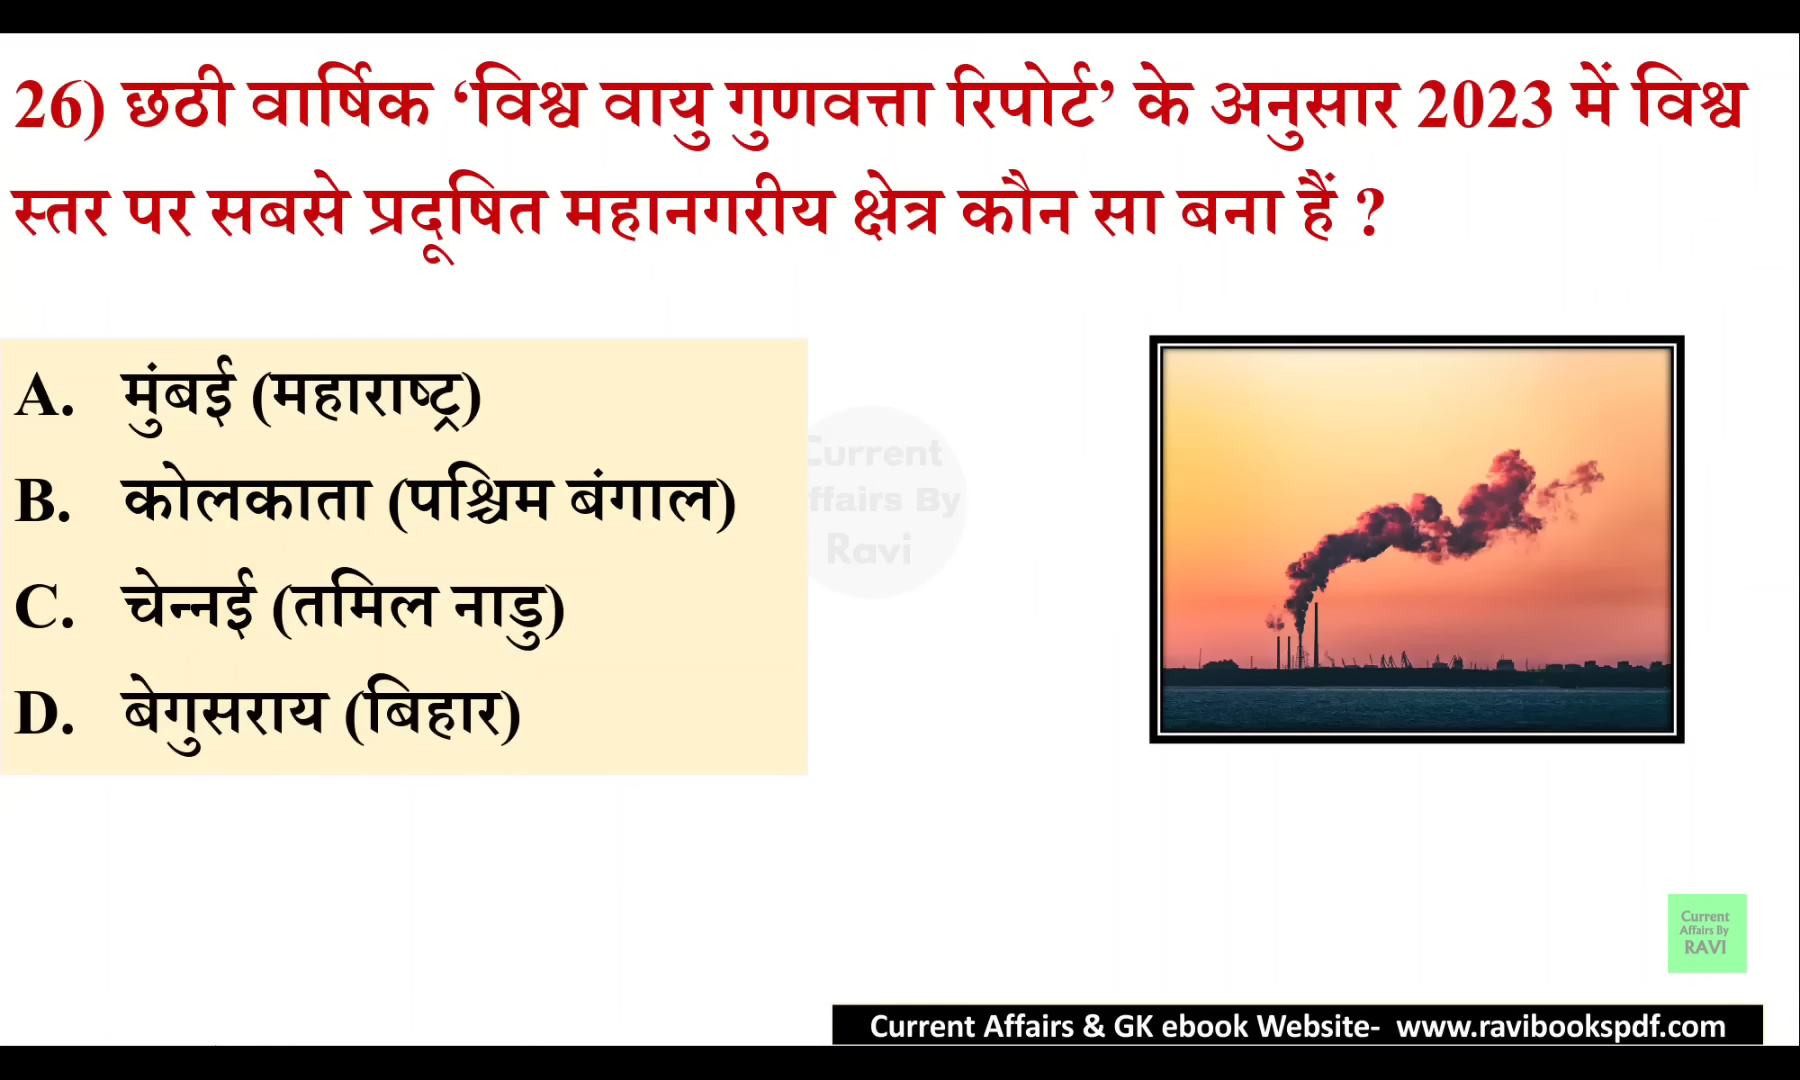 26) छठी वार्षिक ‘विश्व वायु गुणवत्ता रिपोर्ट’ के अनुसार 2023 में विश्व
स्तर पर सबसे प्रदूषित महानगरीय क्षेत्र कौन सा बना हैं ?
A. मुंबई (महाराष्ट्र)
B. कोलकाता (पश्चिम बंगाल)
C. चेन्नई (तमिल नाडु)
D. बेगुसराय (बिहार)
Current
ffairs By
Ravi
Current
Affairs By
RAVI
Current Affairs & GK ebook Website- www.ravibookspdf.com